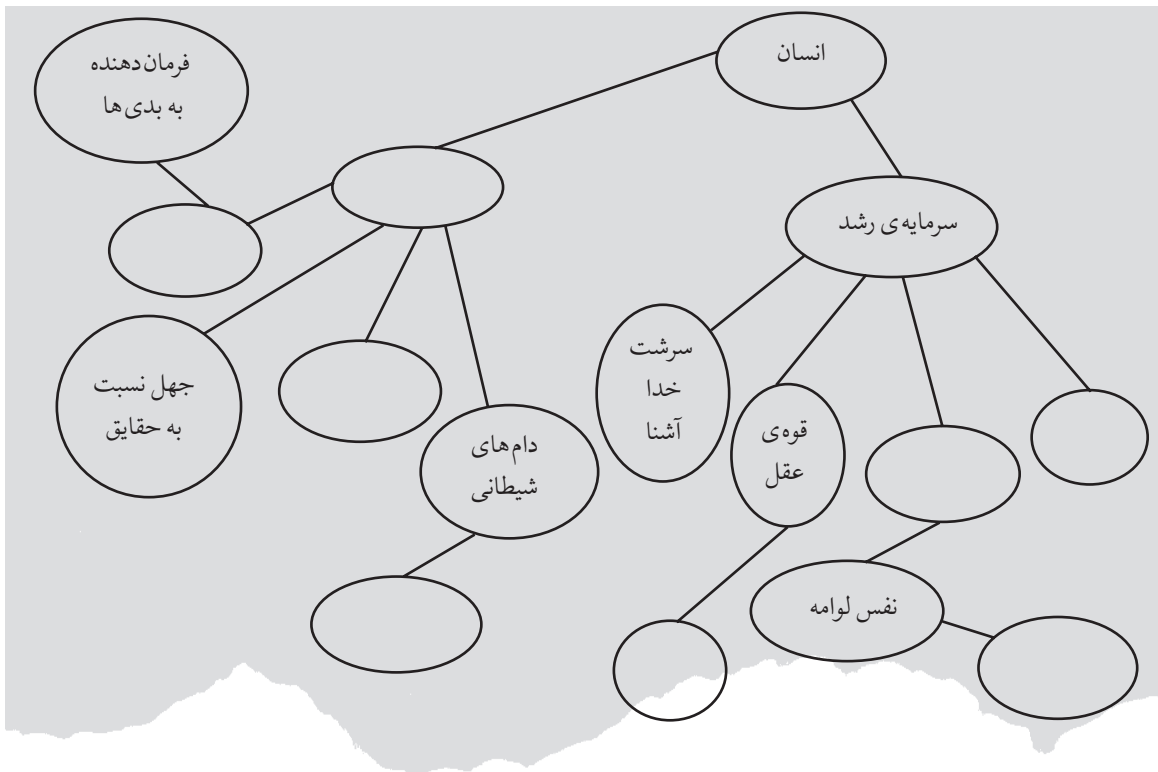 انسان
فرمان‌دهنده
به بدی‌ها
سرمایه‌ی رشد
سرشت
خدا
آشنا
قوه‌ی
عقل
جهل نسبت
به حقایق
دام‌های
شیطانی
نفس لوامه